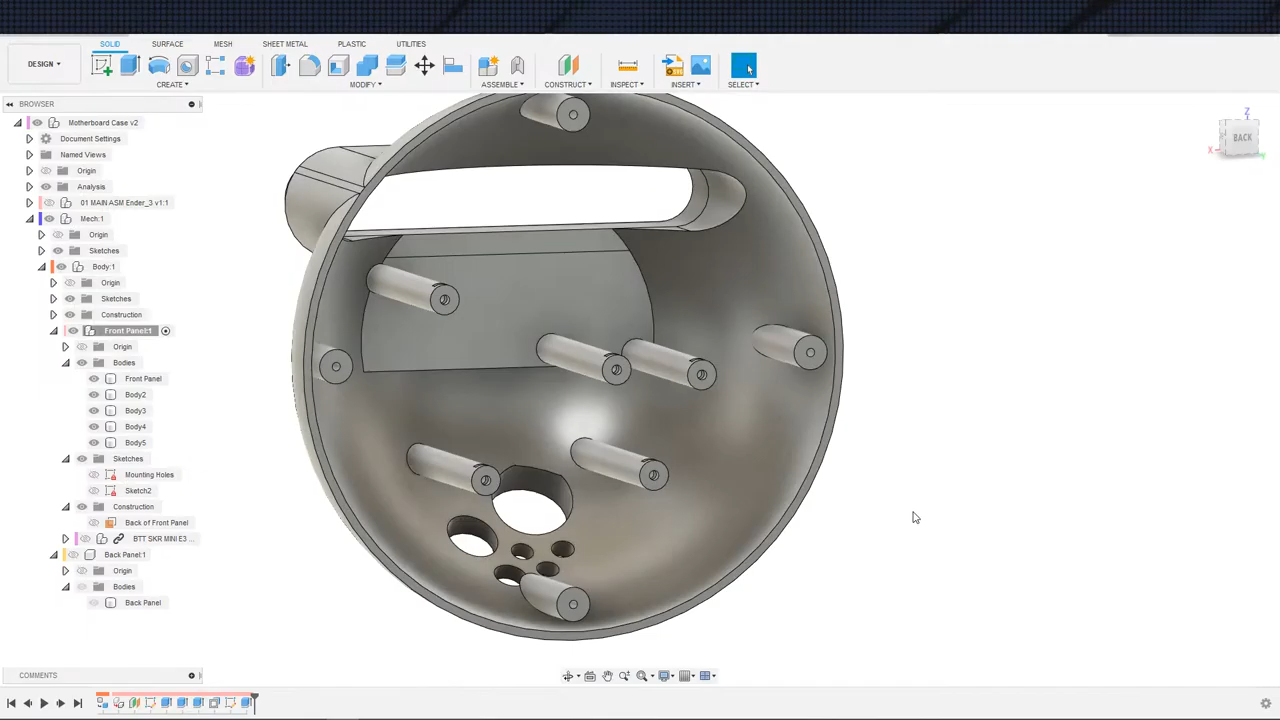 SOLID SURFACE MESH SHEET METAL PLASTIC UTILITIES
DESIGN
CREATE MODIFY ASSEMBLE CONSTRUCT INSPECT INSERT SELECT
BROWSER
Motherboard Case v2
Document Settings
Named Views
Origin
Analysis
01 MAIN ASM Ender_3 v1:1
Mech:1
Origin
Sketches
Body:1
Origin
Sketches
Construction
Front Panel:1
Origin
Bodies
Front Panel
Body2
Body3
Body4
Body5
Sketches
Mounting Holes
Sketch2
Construction
Back of Front Panel
BTT SKR MINI E3 ...
Back Panel:1
Origin
Bodies
Back Panel
COMMENTS
Z
BACK
X
Y